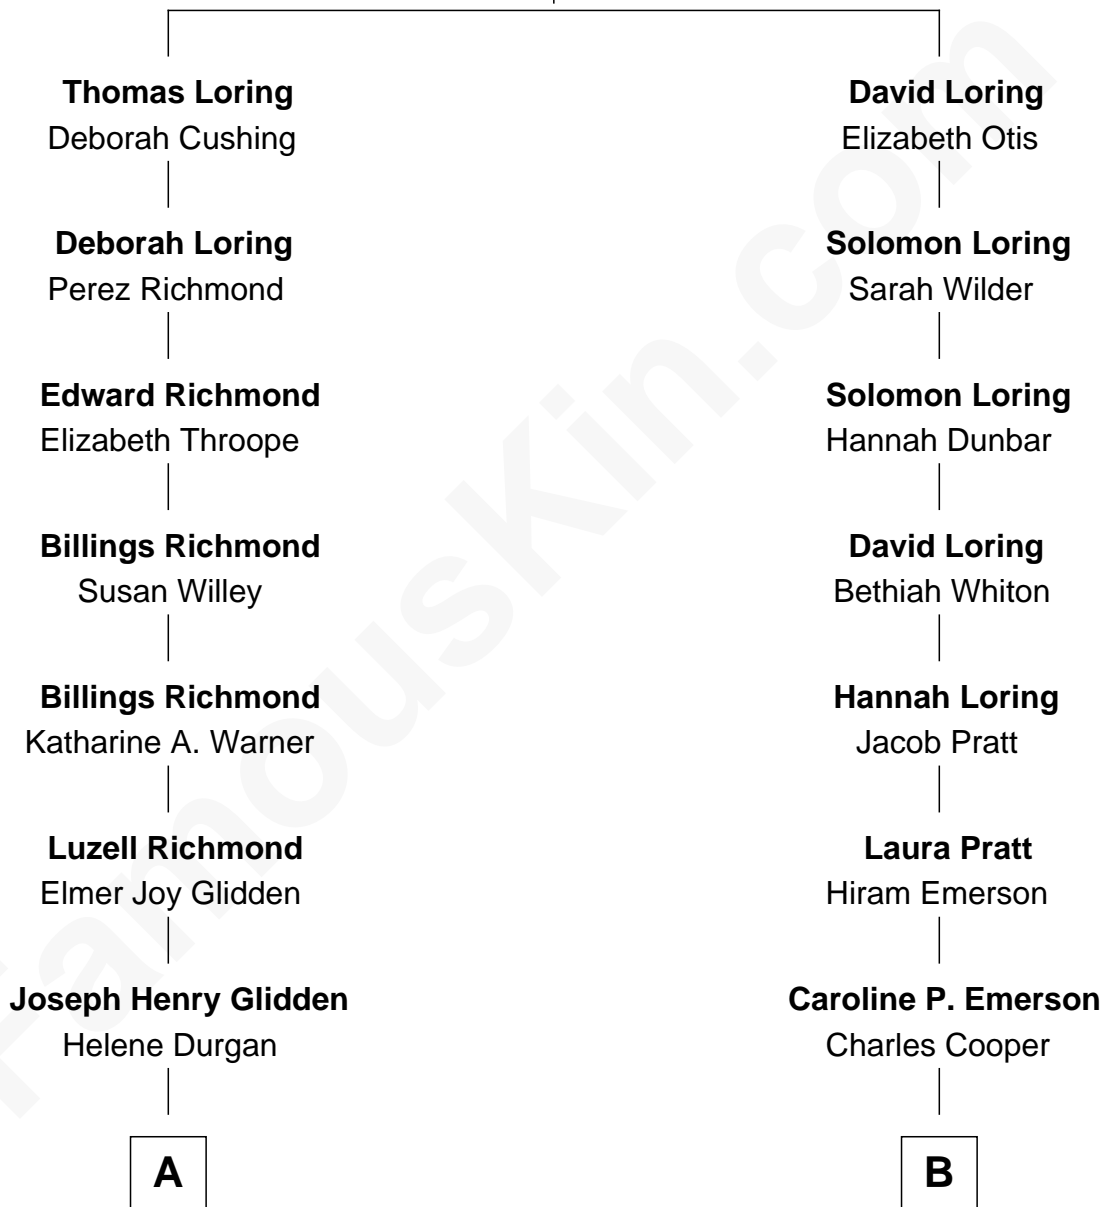 Thomas Loring
Deborah Cushing
Deborah Loring
Perez Richmond
Edward Richmond
Elizabeth Throope
Billings Richmond
Susan Willey
Billings Richmond
Katharine A. Warner
Luzell Richmond
Elmer Joy Glidden
Joseph Henry Glidden
Helene Durgan
A
David Loring
Elizabeth Otis
Solomon Loring
Sarah Wilder
Solomon Loring
Hannah Dunbar
David Loring
Bethiah Whiton
Hannah Loring
Jacob Pratt
Laura Pratt
Hiram Emerson
Caroline P. Emerson
Charles Cooper
B
FamousKin.com